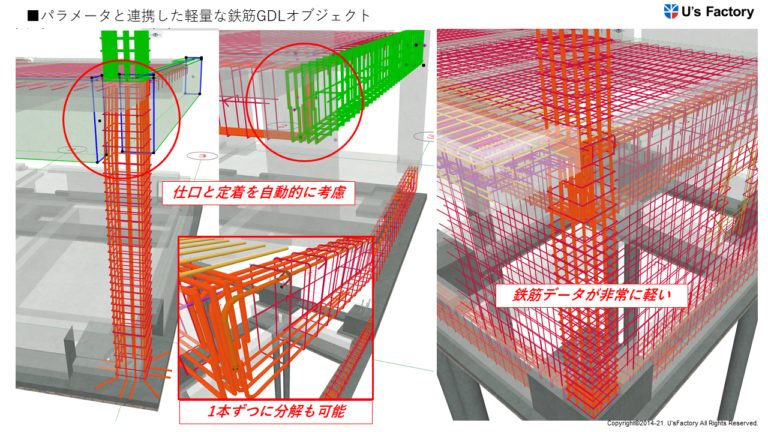 ■パラメータと連携した軽量な鉄筋GDLオブジェクト
U's Factory
仕口と定着を自動的に考慮
鉄筋データが非常に軽い
1本ずつに分解も可能
Copyright©2014-21 U'sFactory All Rights Reserved.